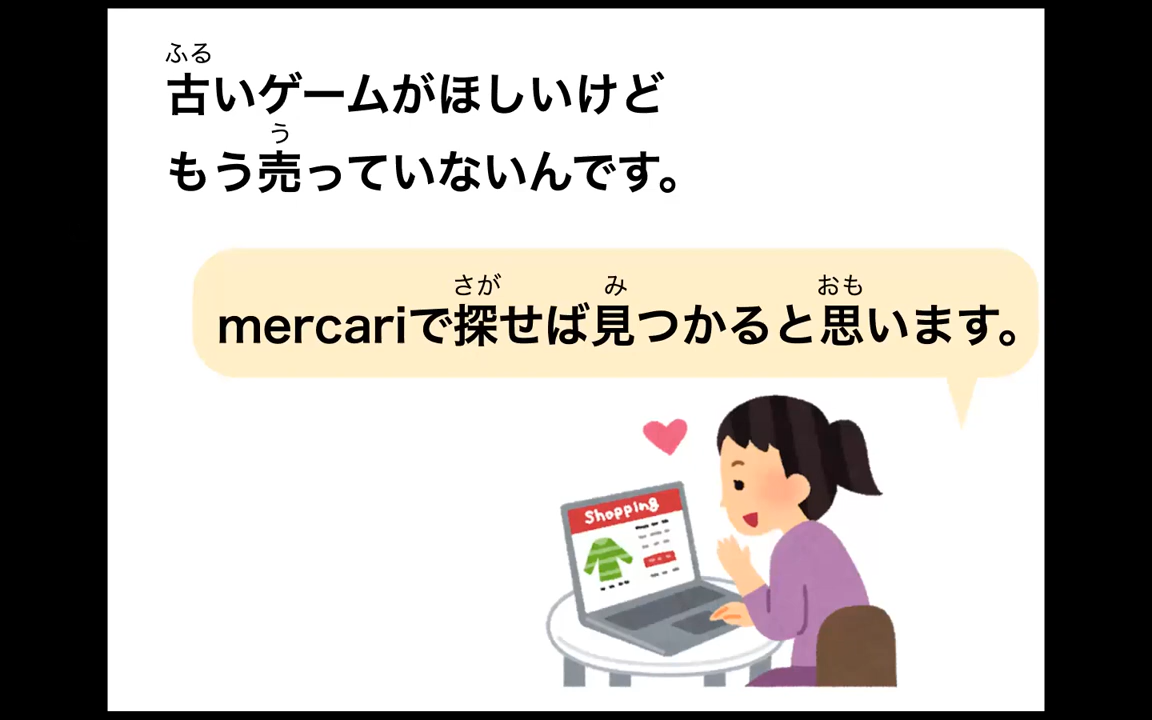 ふる
古いゲームがほしいけど
う
もう売っていないんです。
さが み おも
mercariで探せば見つかると思います。
Shopping